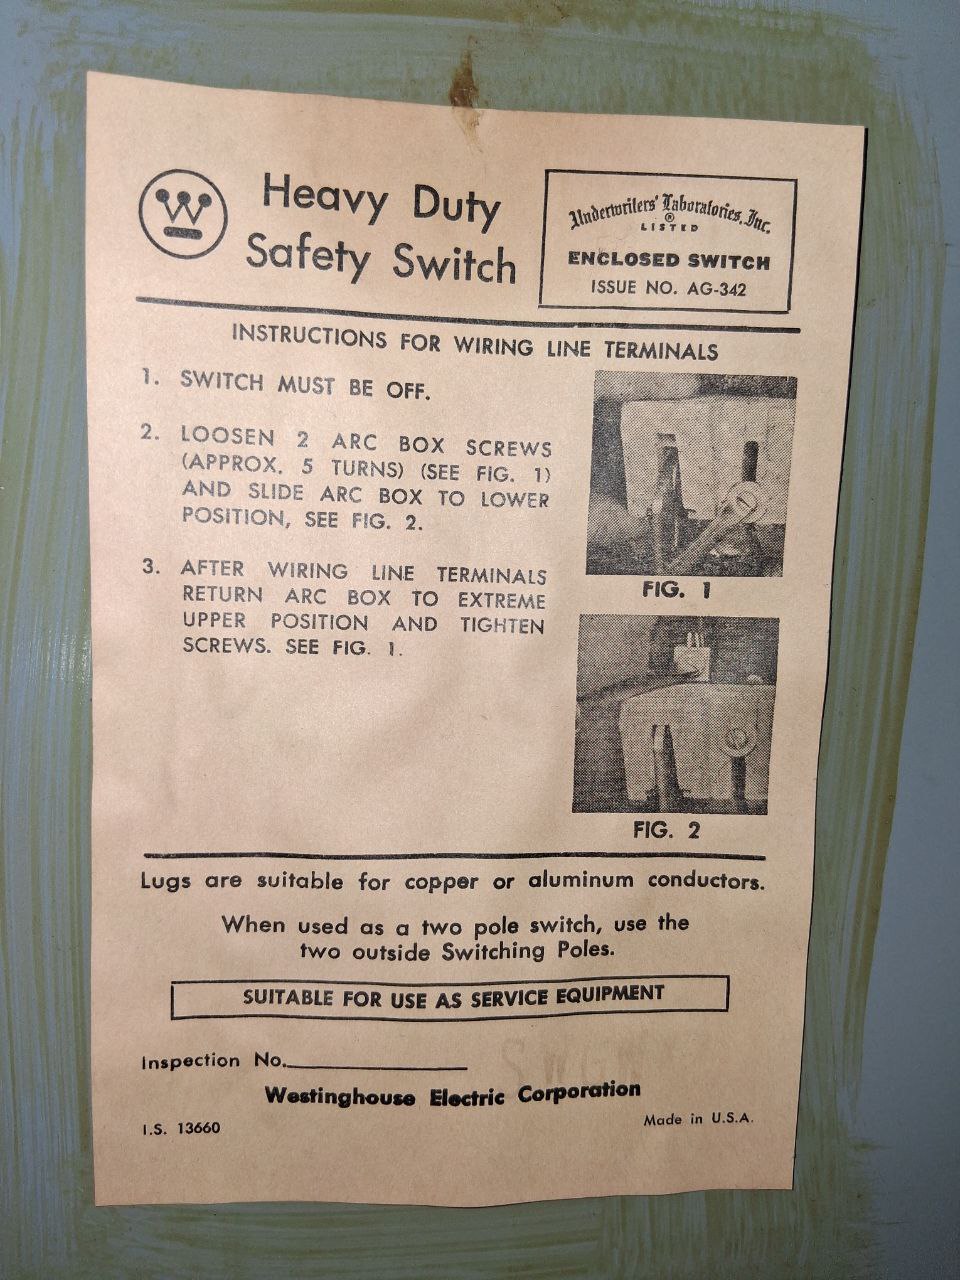 Heavy Duty
Safety Switch
Underwriters' Laboratories, Inc.
®
LISTED
ENCLOSED SWITCH
ISSUE NO. AG-342
INSTRUCTIONS FOR WIRING LINE TERMINALS
1. SWITCH MUST BE OFF.
2. LOOSEN 2 ARC BOX SCREWS
(APPROX. 5 TURNS) (SEE FIG. 1)
AND SLIDE ARC BOX TO LOWER
POSITION, SEE FIG. 2.
3. AFTER WIRING LINE TERMINALS
RETURN ARC BOX TO EXTREME
UPPER POSITION AND TIGHTEN
SCREWS. SEE FIG. 1.
FIG. 1
FIG. 2
Lugs are suitable for copper or aluminum conductors.
When used as a two pole switch, use the
two outside Switching Poles.
SUITABLE FOR USE AS SERVICE EQUIPMENT
Inspection No.
Westinghouse Electric Corporation
I.S. 13660
Made in U.S.A.